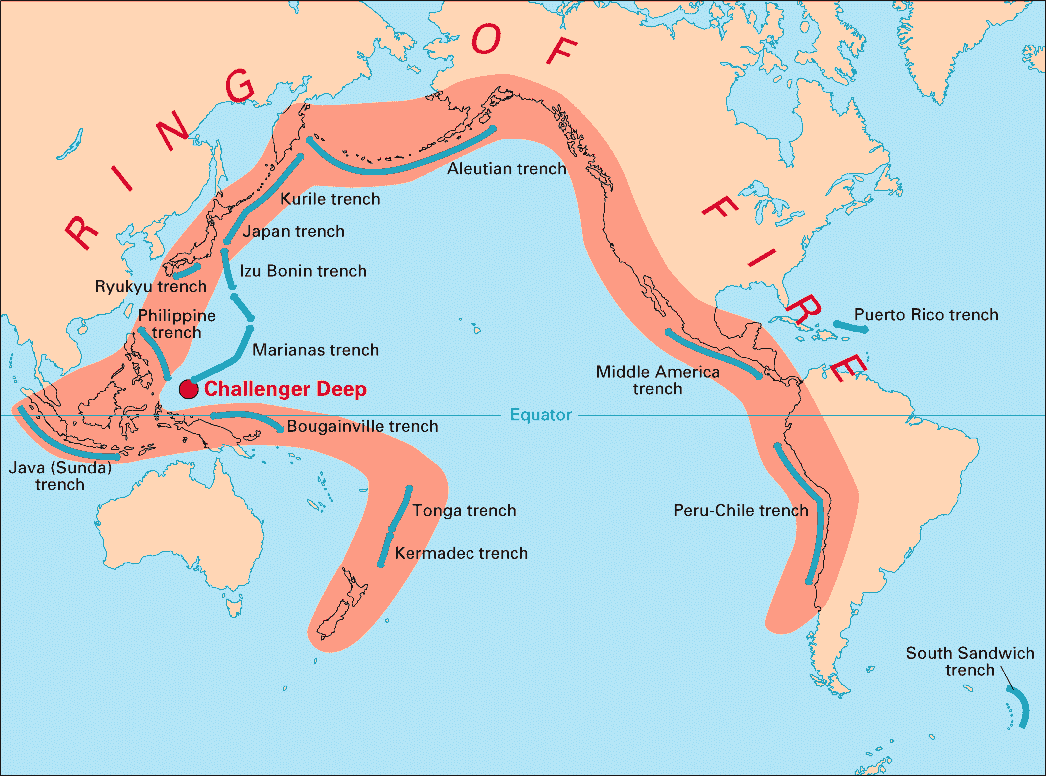 RING OF FIRE
Aleutian trench
Kurile trench
Japan trench
Izu Bonin trench
Ryukyu trench
Philippine
trench
Marianas trench
Challenger Deep
Puerto Rico trench
Middle America
trench
Equator
Bougainville trench
Java (Sunda)
trench
Tonga trench
Peru-Chile trench
Kermadec trench
South Sandwich
trench